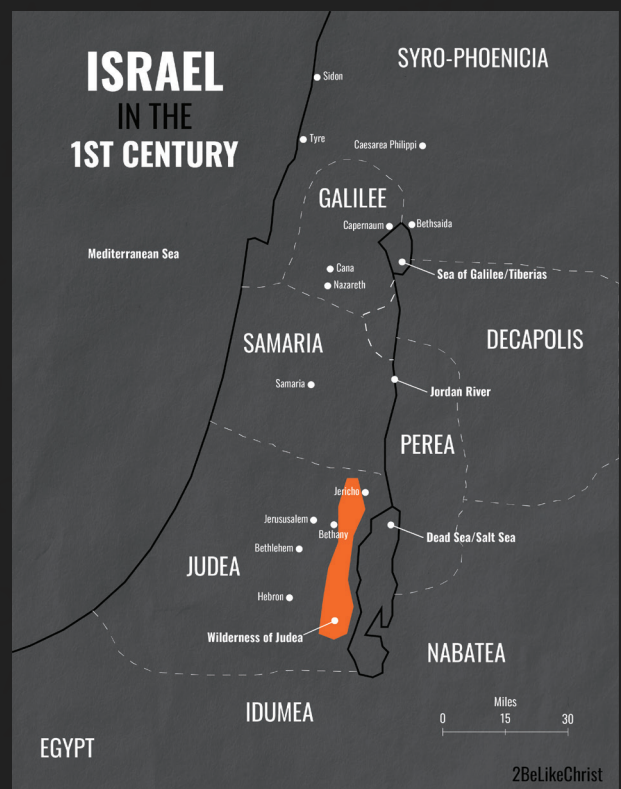 ISRAEL
IN THE
1ST CENTURY
SYRO-PHOENICIA
Sidon
Tyre
Caesarea Philippi
GALILEE
Capernaum
Bethsaida
Mediterranean Sea
Cana
Sea of Galilee/Tiberias
Nazareth
SAMARIA
DECAPOLIS
Samaria
Jordan River
PEREA
Jericho
Jerususalem
Bethany
Dead Sea/Salt Sea
Bethlehem
JUDEA
Hebron
Wilderness of Judea
NABATEA
IDUMEA
Miles
0 15 30
EGYPT
2BeLikeChrist